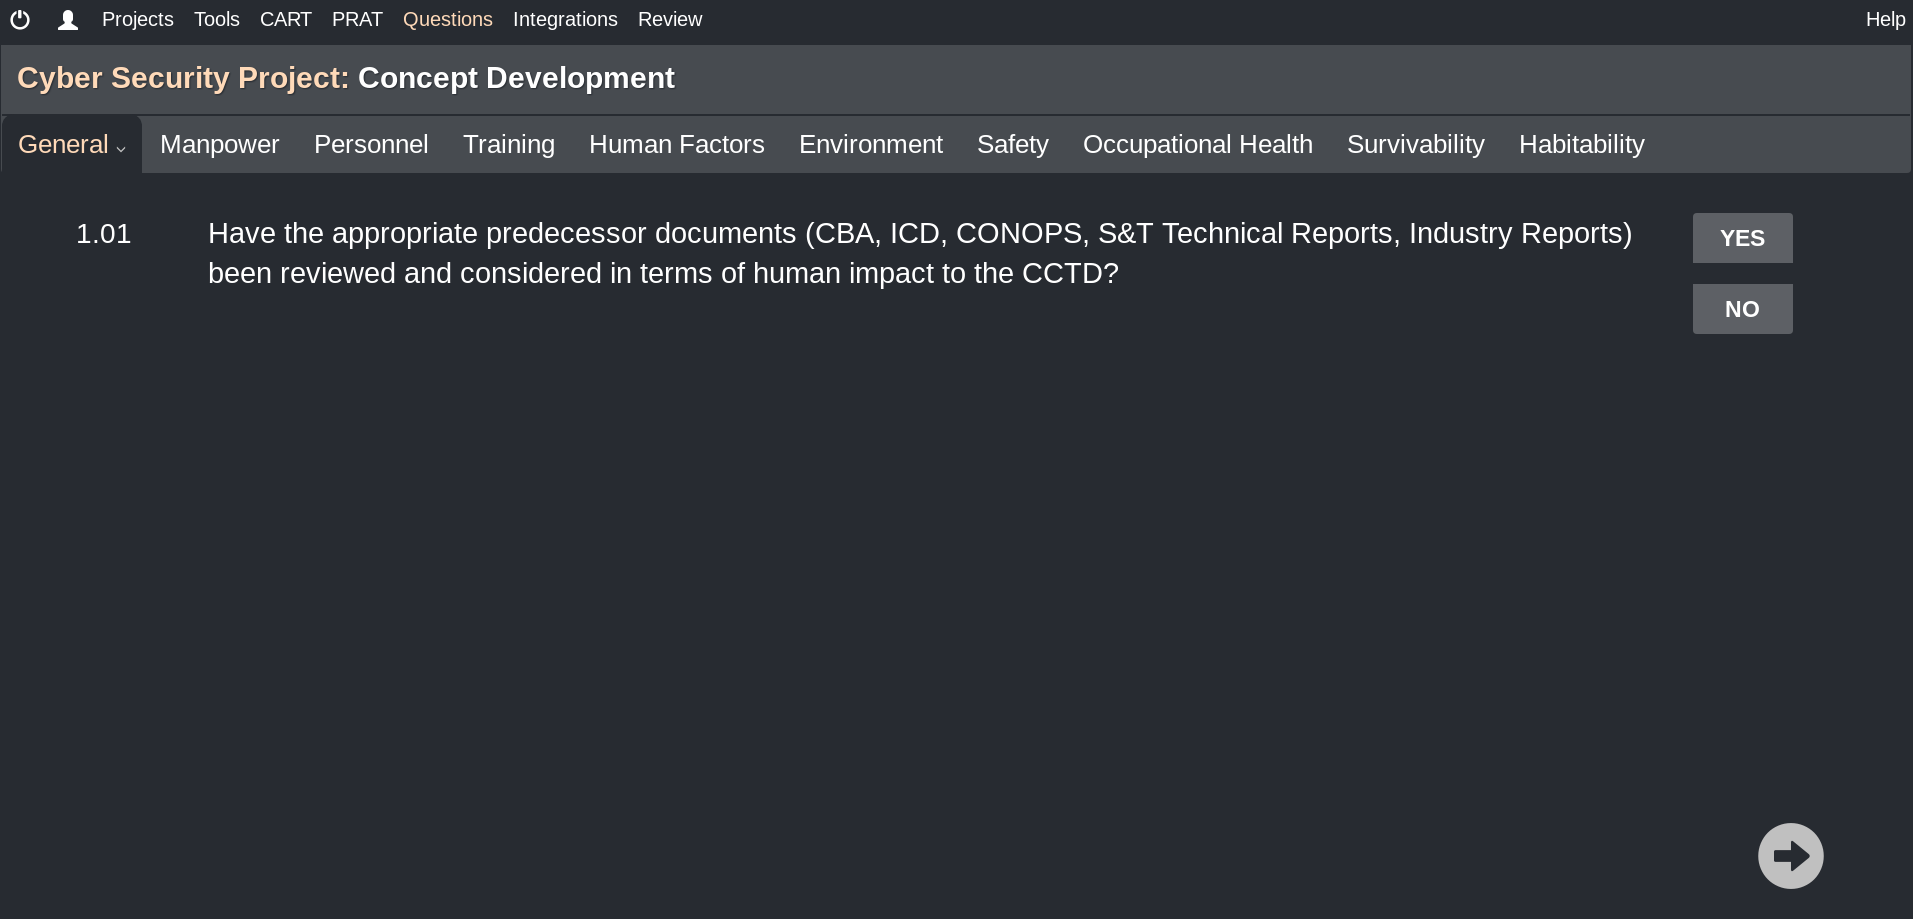 Projects Tools CART PRAT Questions Integrations Review Help
Cyber Security Project: Concept Development
General Manpower Personnel Training Human Factors Environment Safety Occupational Health Survivability Habitability
1.01 Have the appropriate predecessor documents (CBA, ICD, CONOPS, S&T Technical Reports, Industry Reports)
been reviewed and considered in terms of human impact to the CCTD?
YES
NO